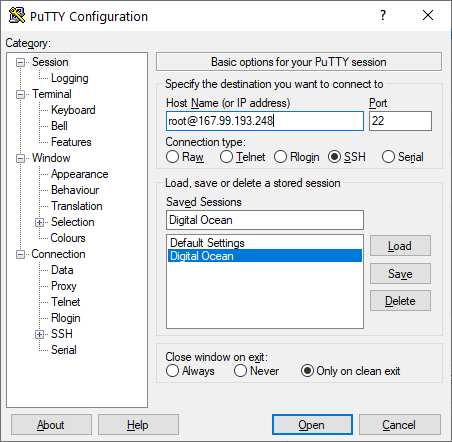 PuTTY Configuration
?
Category:
Session
Logging
Terminal
Keyboard
Bell
Features
Window
Appearance
Behaviour
Translation
Selection
Colours
Connection
Data
Proxy
Telnet
Rlogin
SSH
Serial
Basic options for your PuTTY session
Specify the destination you want to connect to
Host Name (or IP address) Port
root@167.99.193.248 22
Connection type:
Raw Telnet Rlogin SSH Serial
Load, save or delete a stored session
Saved Sessions
Digital Ocean
Default Settings
Digital Ocean
Load
Save
Delete
Close window on exit:
Always Never Only on clean exit
About Help Open Cancel